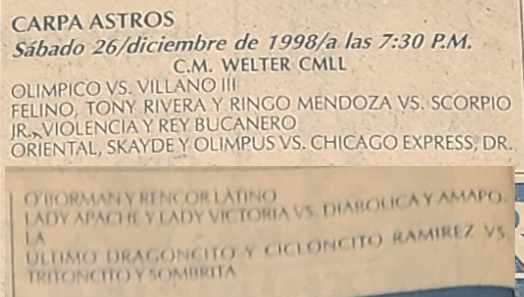 CARPA ASTROS
Sábado 26/diciembre de 1998/a las 7:30 P.M.
C.M. WELTER CMLL
OLIMPICO VS. VILLANO III
FELINO, TONY RIVERA Y RINGO MENDOZA VS. SCORPIO
JR., VIOLENCIA Y REY BUCANERO
ORIENTAL, SKAYDE Y OLIMPUS VS. CHICAGO EXPRESS, DR.
O'BORMAN Y RENCOR LATINO
LADY APACHE Y LADY VICTORIA VS. DIABOLICA Y AMAPO-
LA
ULTIMO DRAGONCITO Y CICLONCITO RAMIREZ VS.
TRITONCITO Y SOMBRITA